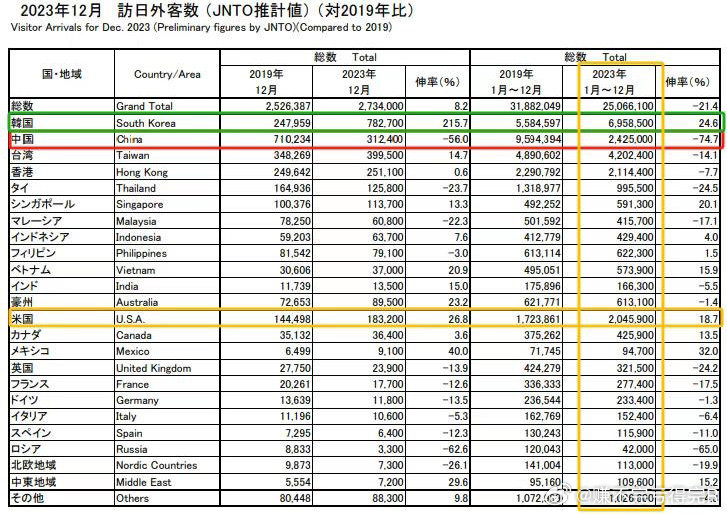 2023年12月 訪日外客数（JNTO推計値）（対2019年比）
Visitor Arrivals for Dec. 2023 (Preliminary figures by JNTO)(Compared to 2019)
国・地域 Country/Area 総数 Total 総数 Total
2019年 12月 2023年 12月 伸率(%) 2019年 1月～12月 2023年 1月～12月 伸率(%)
総数 Grand Total 2,526,387 2,734,000 8.2 31,882,049 25,066,100 -21.4
韓国 South Korea 247,959 782,700 215.7 5,584,597 6,958,500 24.6
中国 China 710,234 312,400 -56.0 9,594,394 2,425,000 -74.7
台湾 Taiwan 348,269 399,500 14.7 4,890,602 4,202,400 -14.1
香港 Hong Kong 249,642 251,100 0.6 2,290,792 2,114,400 -7.7
タイ Thailand 164,936 125,800 -23.7 1,318,977 995,500 -24.5
シンガポール Singapore 100,376 113,700 13.3 492,252 591,300 20.1
マレーシア Malaysia 78,250 60,800 -22.3 501,592 415,700 -17.1
インドネシア Indonesia 59,203 63,700 7.6 412,779 429,400 4.0
フィリピン Philippines 81,542 79,100 -3.0 613,114 622,300 1.5
ベトナム Vietnam 30,606 37,000 20.9 495,051 573,900 15.9
インド India 11,739 13,500 15.0 175,896 166,300 -5.5
豪州 Australia 72,653 89,500 23.2 621,771 613,100 -1.4
米国 U.S.A. 144,498 183,200 26.8 1,723,861 2,045,900 18.7
カナダ Canada 35,132 36,400 3.6 375,262 425,900 13.5
メキシコ Mexico 6,499 9,100 40.0 71,745 94,700 32.0
英国 United Kingdom 27,750 23,900 -13.9 424,279 321,500 -24.2
フランス France 20,261 17,700 -12.6 336,333 277,400 -17.5
ドイツ Germany 13,639 11,800 -13.5 236,544 233,400 -1.3
イタリア Italy 11,196 10,600 -5.3 162,769 152,400 -6.4
スペイン Spain 7,295 6,400 -12.3 130,243 115,900 -11.0
ロシア Russia 8,833 3,300 -62.6 120,043 42,000 -65.0
北欧地域 Nordic Countries 9,873 7,300 -26.1 141,004 113,000 -19.9
中東地域 Middle East 5,554 7,200 29.6 95,160 109,600 15.2
その他 Others 80,448 88,300 9.8